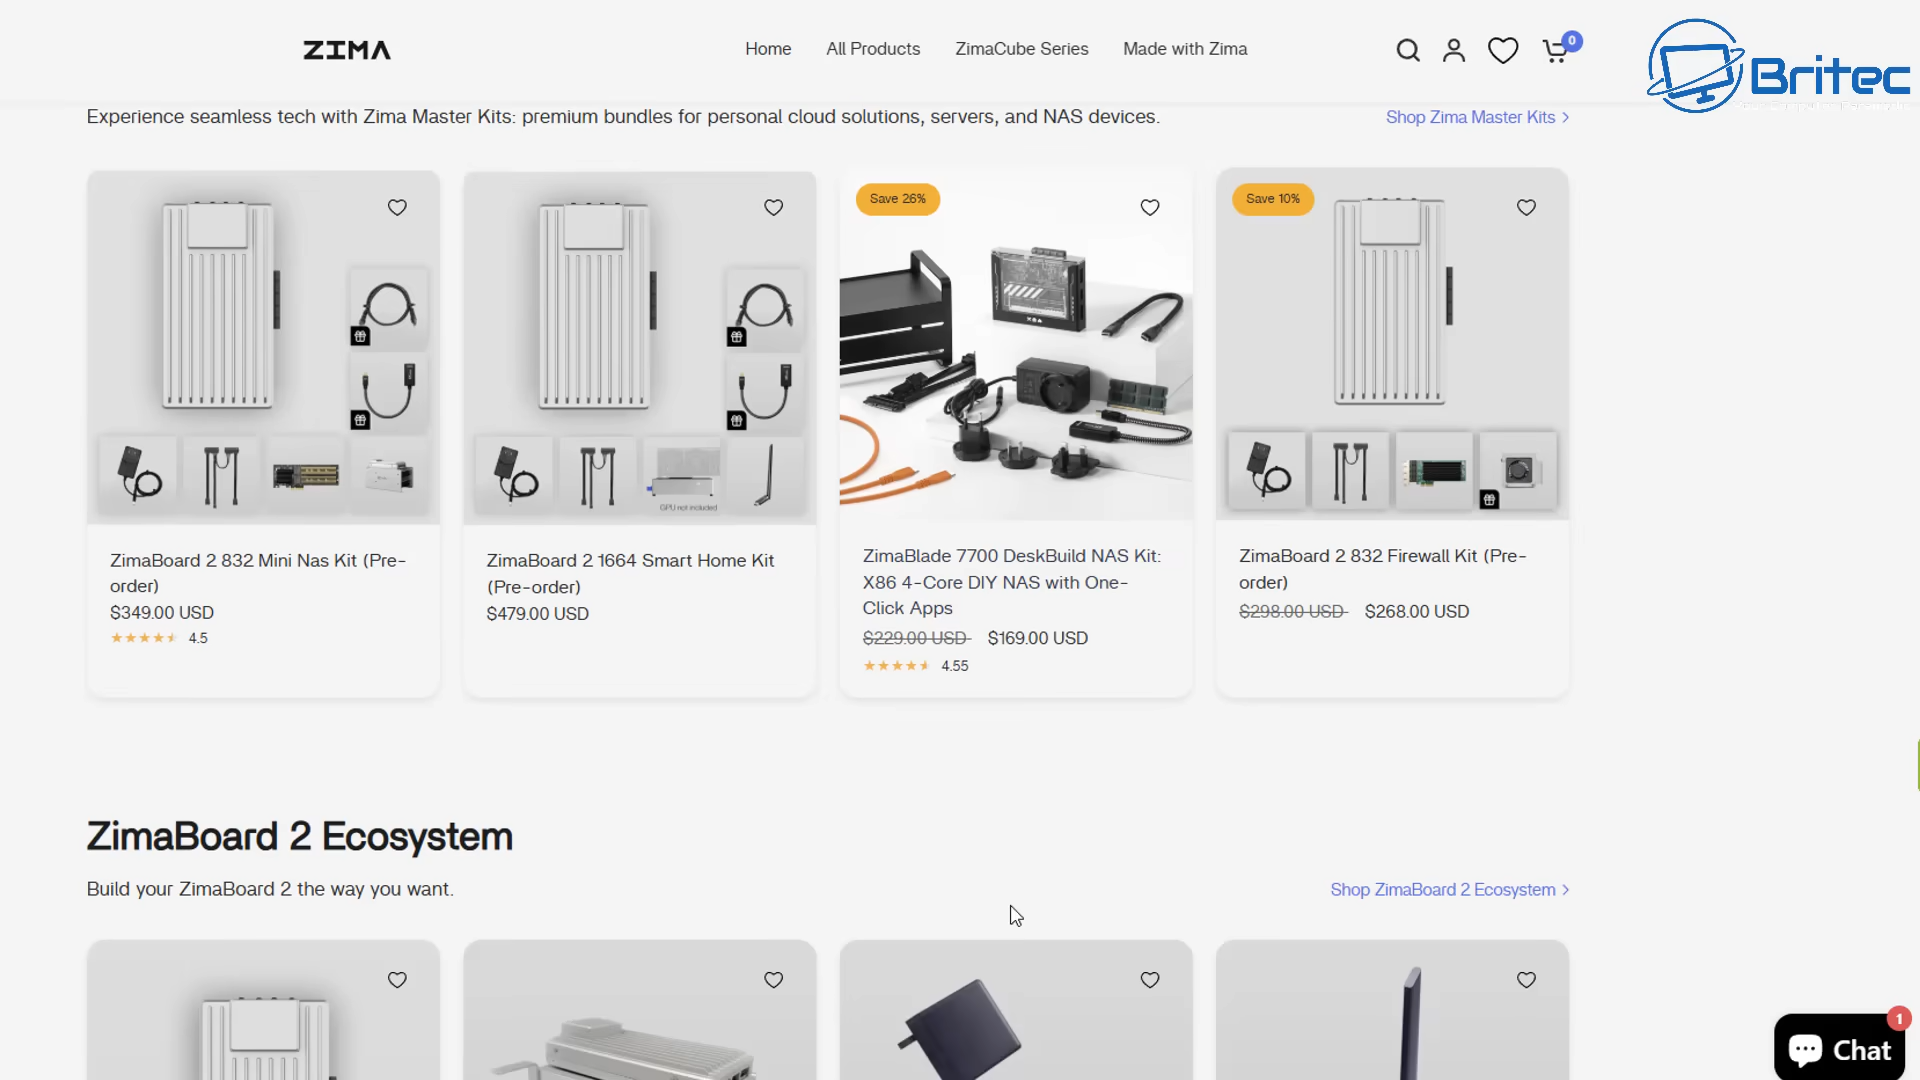 ZIMA
Home
All Products
ZimaCube Series
Made with Zima
0
Britec
Experience seamless tech with Zima Master Kits: premium bundles for personal cloud solutions, servers, and NAS devices.
Shop Zima Master Kits >
Save 26%
Save 10%
GPU not included
ZimaBoard 2 832 Mini Nas Kit (Pre-
order)
$349.00 USD
4.5
ZimaBoard 2 1664 Smart Home Kit
(Pre-order)
$479.00 USD
ZimaBlade 7700 DeskBuild NAS Kit:
X86 4-Core DIY NAS with One-
Click Apps
$229.00 USD $169.00 USD
4.55
ZimaBoard 2 832 Firewall Kit (Pre-
order)
$298.00 USD $268.00 USD
ZimaBoard 2 Ecosystem
Build your ZimaBoard 2 the way you want.
Shop ZimaBoard 2 Ecosystem >
1
Chat